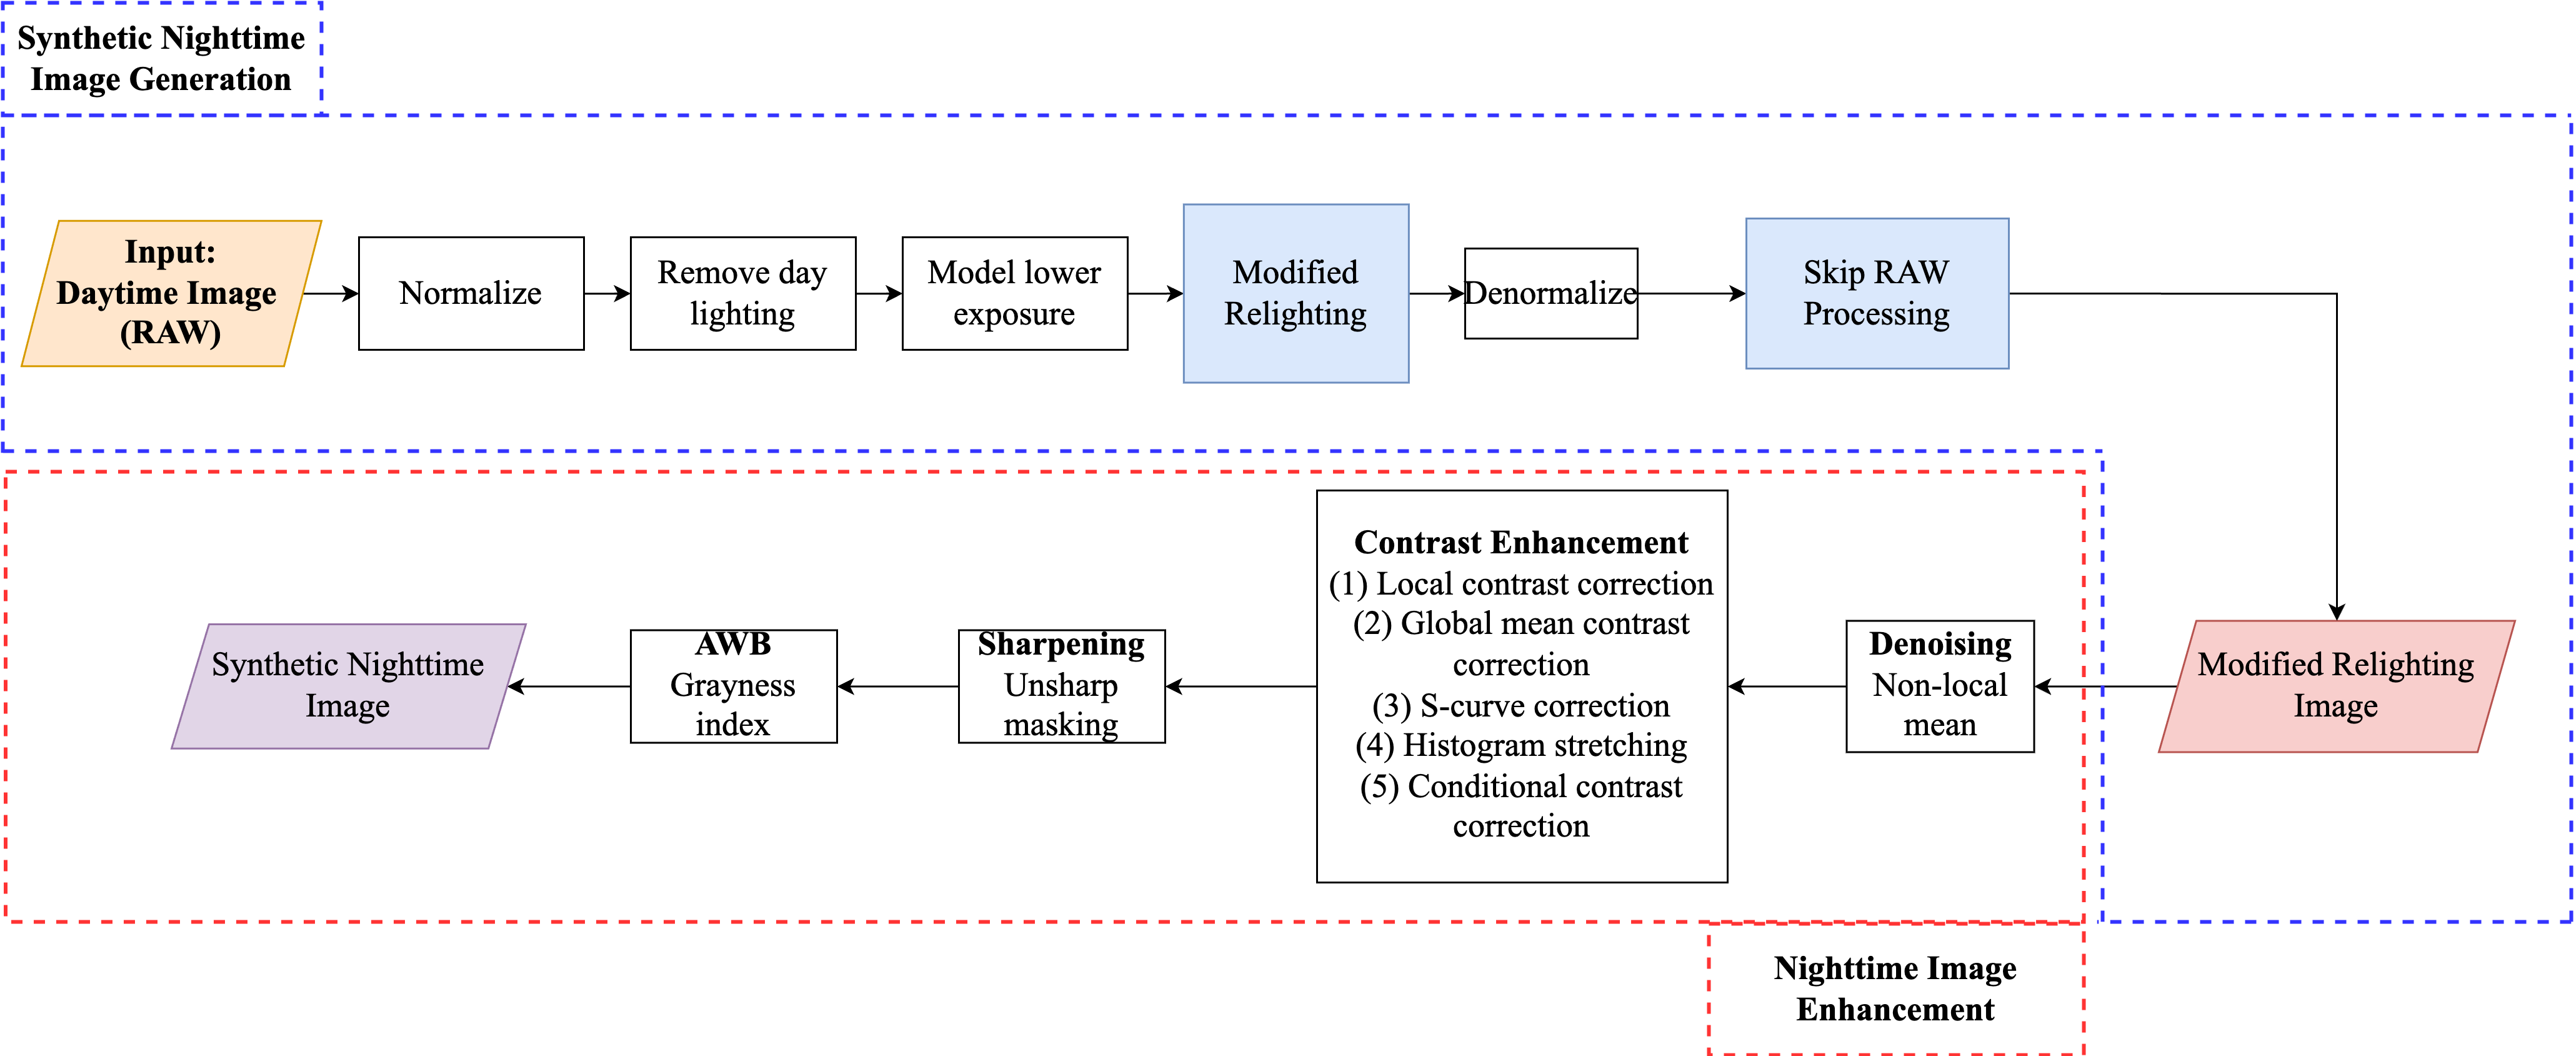 Synthetic Nighttime
Image Generation
Input:
Daytime Image
(RAW)
Normalize
Remove day
lighting
Model lower
exposure
Modified
Relighting
Denormalize
Skip RAW
Processing
Modified Relighting
Image
Denoising
Non-local
mean
Contrast Enhancement
(1) Local contrast correction
(2) Global mean contrast
correction
(3) S-curve correction
(4) Histogram stretching
(5) Conditional contrast
correction
Sharpening
Unsharp
masking
AWB
Grayness
index
Synthetic Nighttime
Image
Nighttime Image
Enhancement